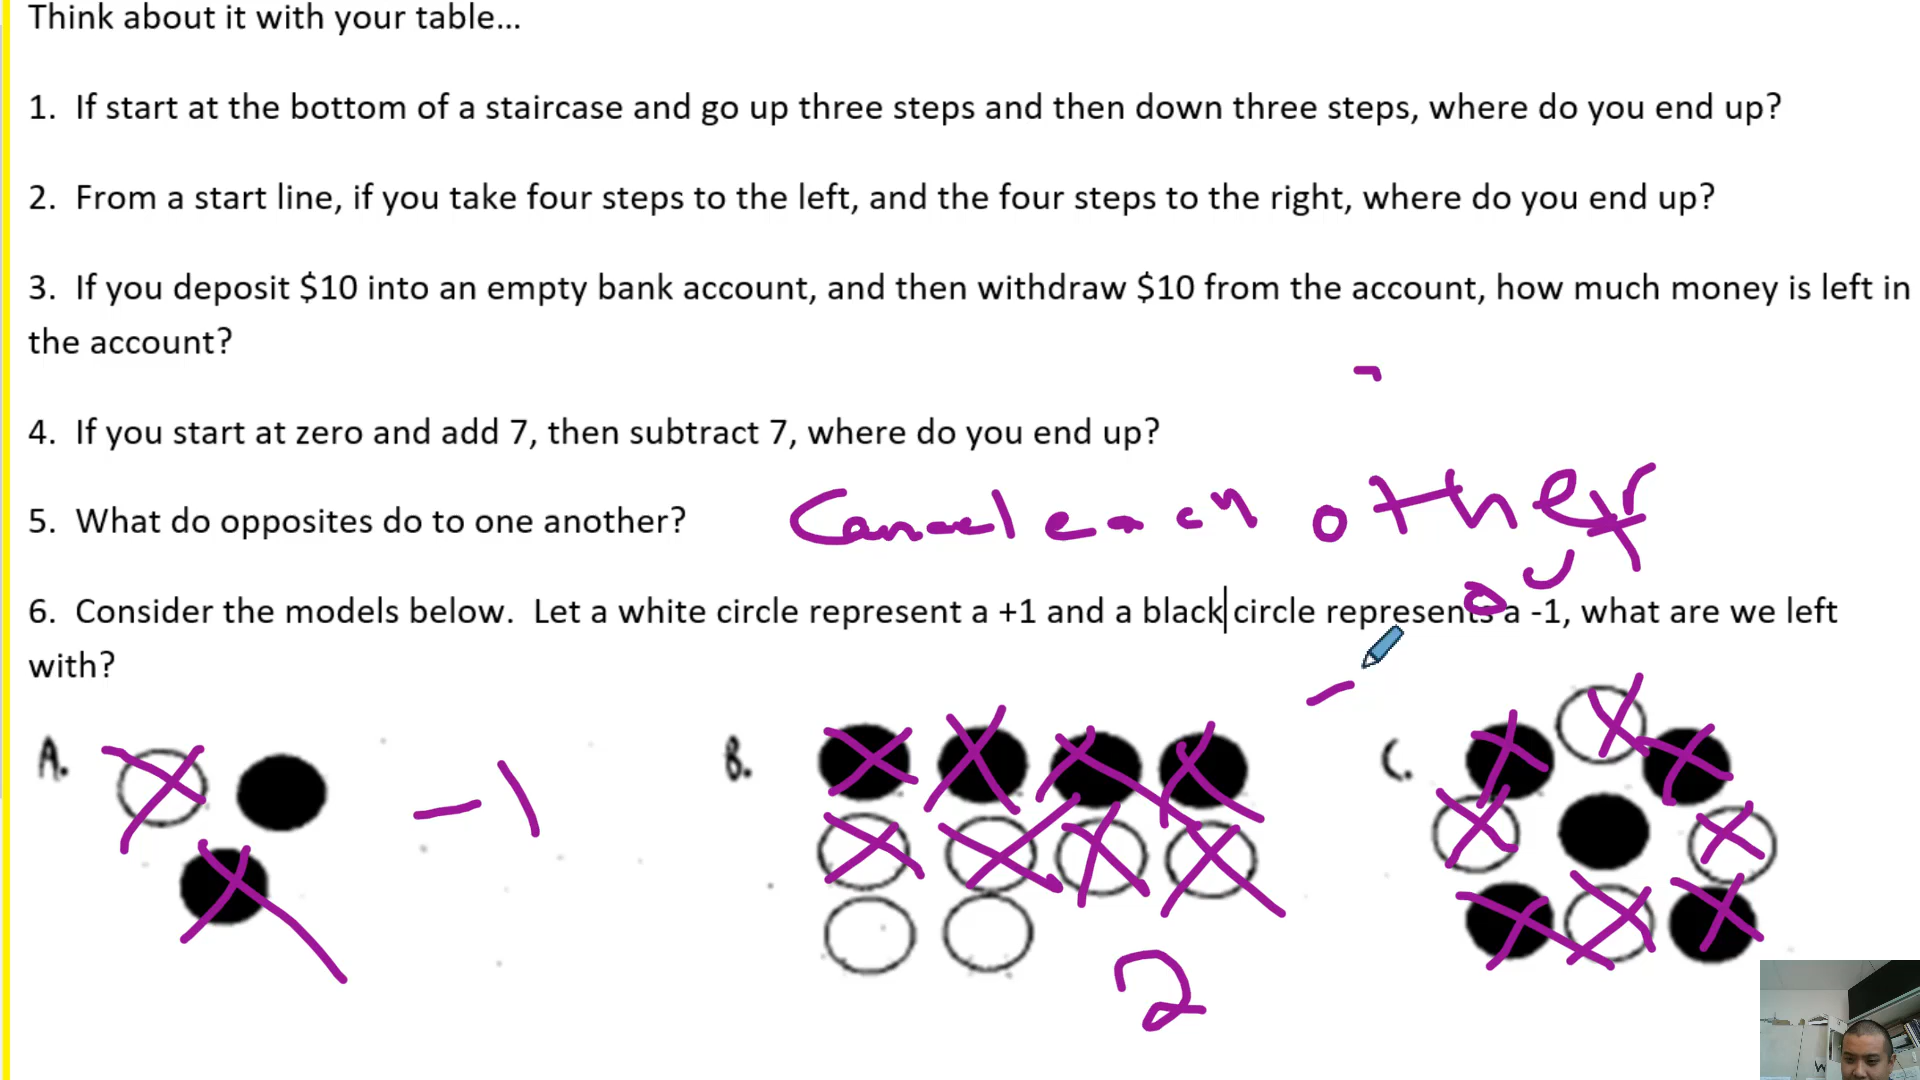 Think about it with your table...
1. If start at the bottom of a staircase and go up three steps and then down three steps, where do you end up?
2. From a start line, if you take four steps to the left, and the four steps to the right, where do you end up?
3. If you deposit $10 into an empty bank account, and then withdraw $10 from the account, how much money is left in
the account?
4. If you start at zero and add 7, then subtract 7, where do you end up?
5. What do opposites do to one another? Cancel each other
out
6. Consider the models below. Let a white circle represent a +1 and a black circle represents a -1, what are we left
with?
A. -1 B. 2 C.